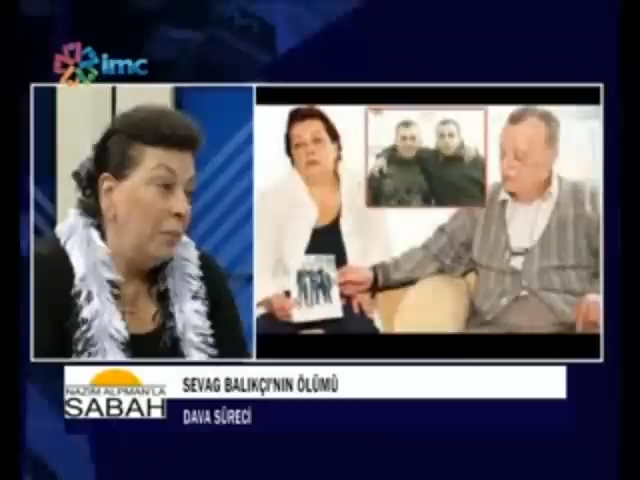 imc
SEVAG BALIKÇI'NIN ÖLÜMÜ
NAZIM ALPMAN'LA
SABAH
DAVA SÜRECİ